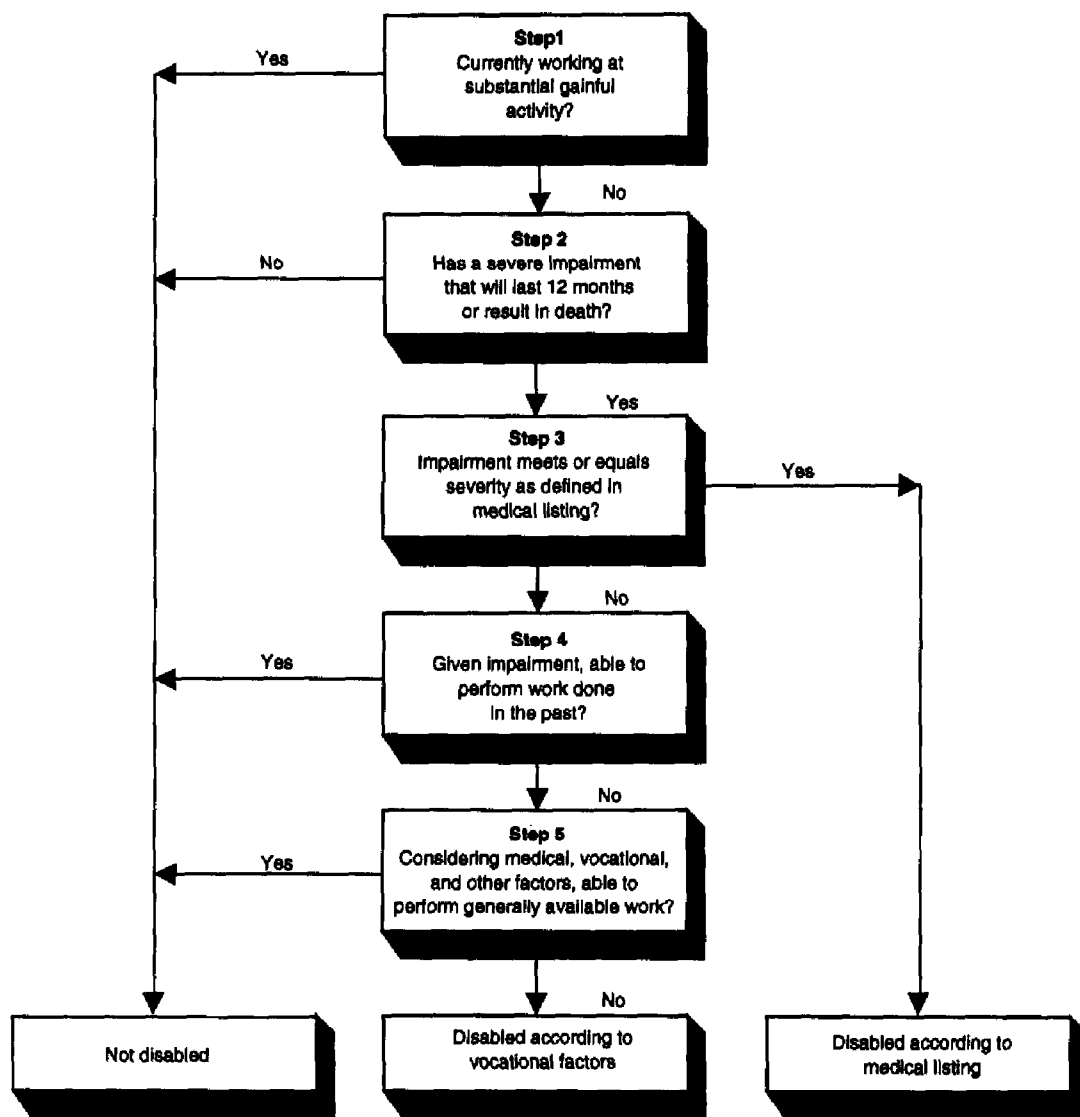 Step1
Currently working at
substantial gainful
activity?
Yes
No
Step 2
Has a severe impairment
that will last 12 months
or result in death?
No
Yes
Step 3
Impairment meets or equals
severity as defined in
medical listing?
Yes
No
Step 4
Given impairment, able to
perform work done
in the past?
Yes
No
Step 5
Considering medical, vocational,
and other factors, able to
perform generally available work?
Yes
No
Not disabled
Disabled according to
vocational factors
Disabled according to
medical listing